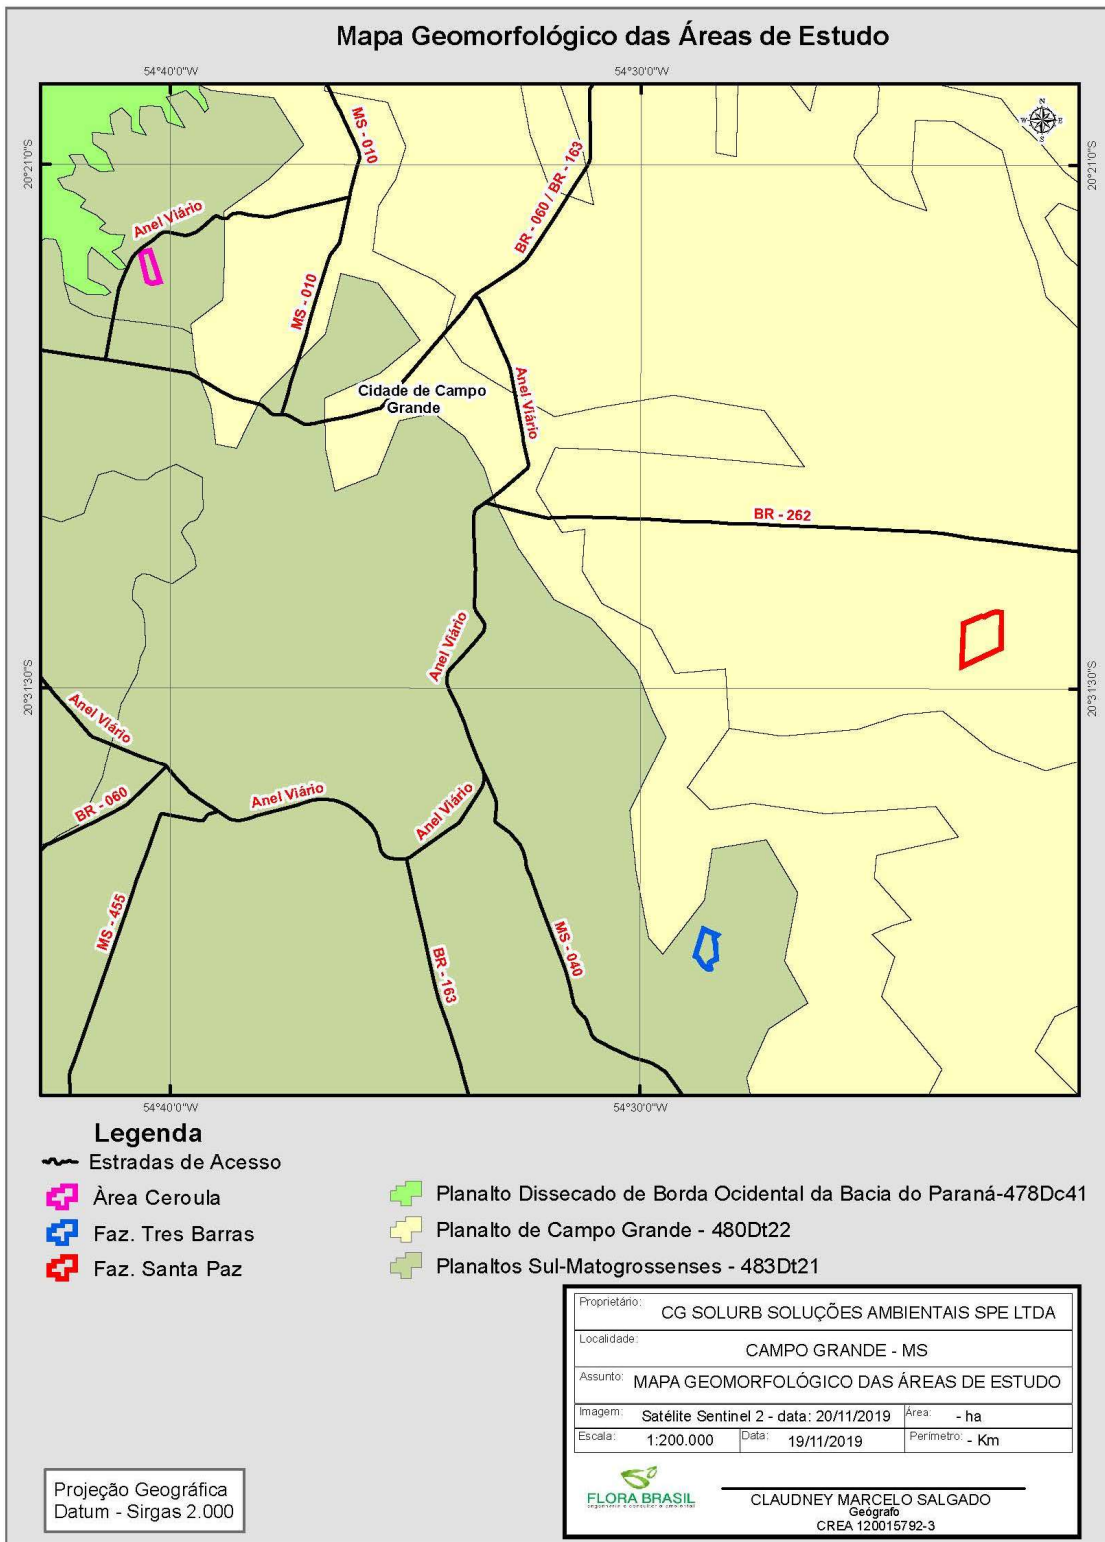 Mapa Geomorfológico das Áreas de Estudo
54°40'0"W
54°30'0"W
20°21'0"S
20°21'0"S
N
W
E
S
MS - 010
BR - 060 / BR - 163
Anel Viário
MS - 010
Anel Viário
Cidade de Campo
Grande
BR - 262
Anel Viário
20°31'30"S
20°31'30"S
Anel Viário
BR - 060
Anel Viário
Anel Viário
MS - 455
BR - 163
MS - 040
54°40'0"W
54°30'0"W
Legenda
Estradas de Acesso
Àrea Ceroula
Faz. Tres Barras
Faz. Santa Paz
Planalto Dissecado de Borda Ocidental da Bacia do Paraná-478Dc41
Planalto de Campo Grande - 480Dt22
Planaltos Sul-Matogrossenses - 483Dt21
Proprietário: CG SOLURB SOLUÇÕES AMBIENTAIS SPE LTDA
Localidade: CAMPO GRANDE - MS
Assunto: MAPA GEOMORFOLÓGICO DAS ÁREAS DE ESTUDO
Imagem: Satélite Sentinel 2 - data: 20/11/2019 Área: - ha
Escala: 1:200.000 Data: 19/11/2019 Perímetro: - Km
FLORA BRASIL
engenharia e consultoria ambiental
CLAUDNEY MARCELO SALGADO
Geógrafo
CREA 120015792-3
Projeção Geográfica
Datum - Sirgas 2.000